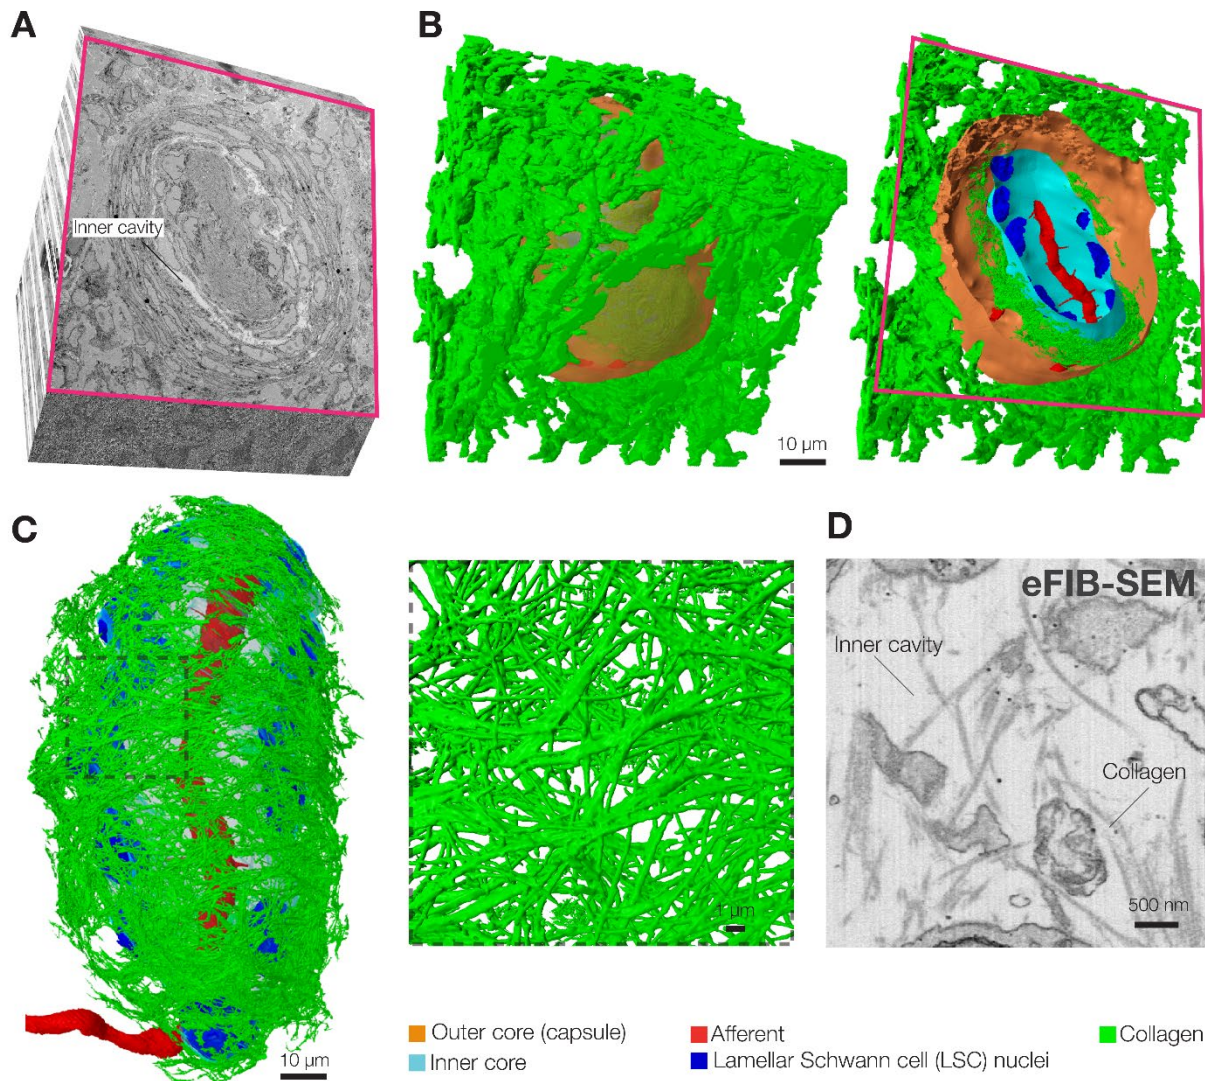 A
B
Inner cavity
10 µm
C
D
eFIB-SEM
Inner cavity
Collagen
1 µm
500 nm
10 µm
Outer core (capsule)
Afferent
Collagen
Inner core
Lamellar Schwann cell (LSC) nuclei